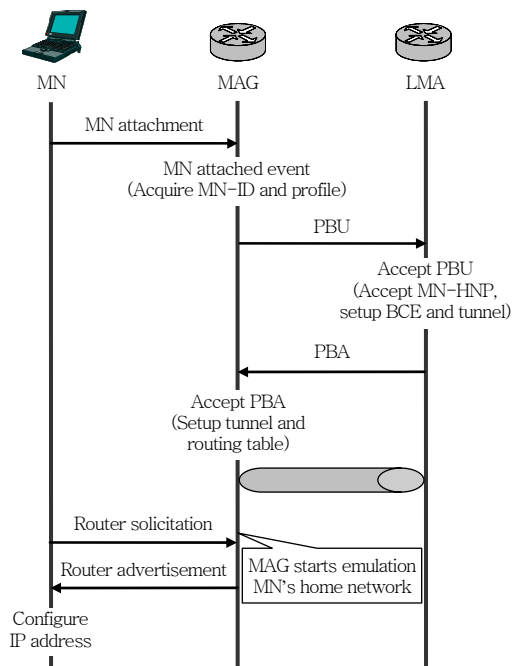 MN
MAG
LMA
MN attachment
MN attached event
(Acquire MN-ID and profile)
PBU
Accept PBU
(Accept MN-HNP,
setup BCE and tunnel)
PBA
Accept PBA
(Setup tunnel and
routing table)
Router solicitation
MAG starts emulation
MN's home network
Router advertisement
Configure
IP address